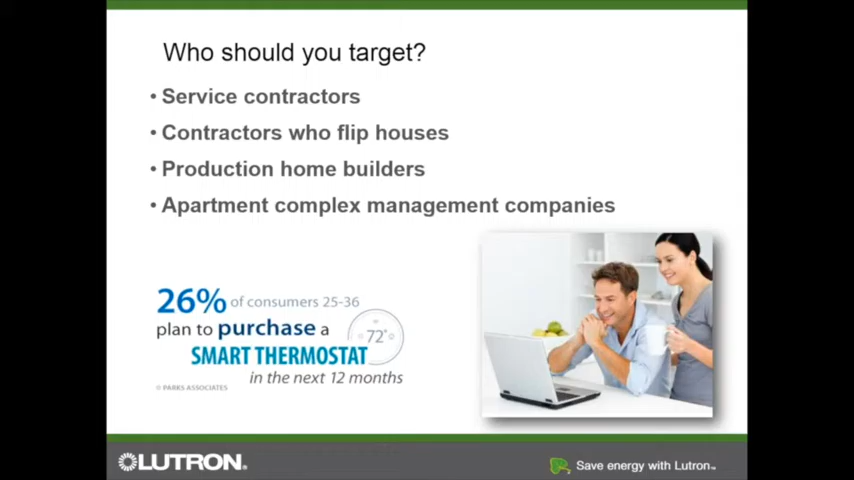 Who should you target?
• Service contractors
• Contractors who flip houses
• Production home builders
• Apartment complex management companies
26% of consumers 25-36
plan to purchase a
72°
SMART THERMOSTAT
in the next 12 months
© PARKS ASSOCIATES
LUTRON®
Save energy with Lutron™